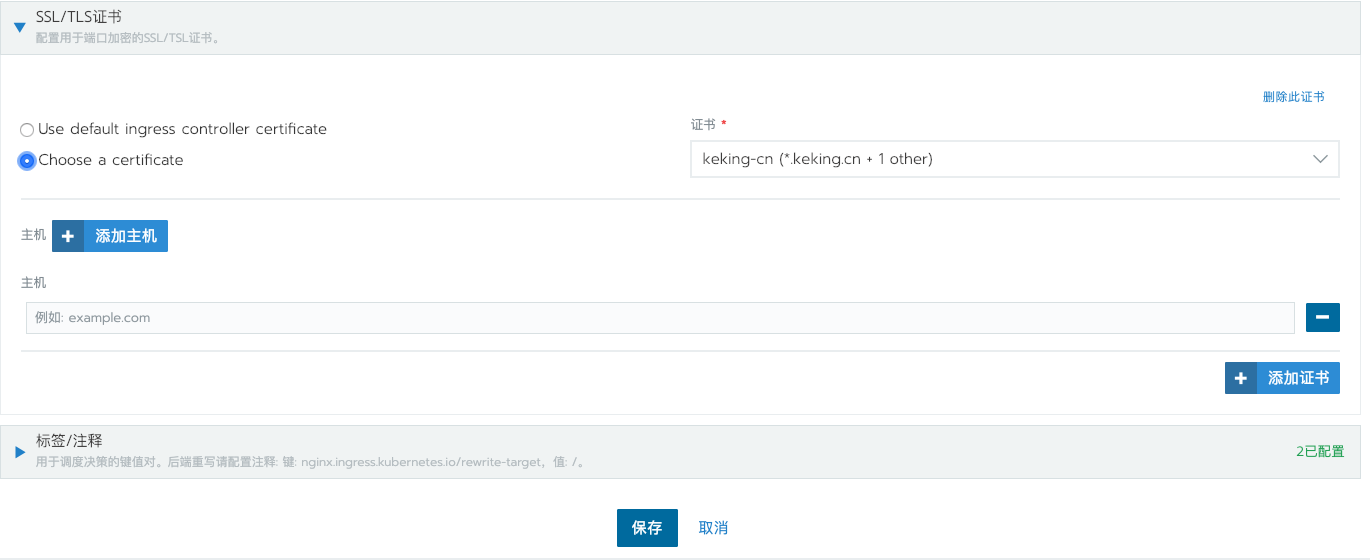 SSL/TLS证书
配置用于端口加密的SSL/TSL证书。
删除此证书
Use default ingress controller certificate
Choose a certificate
证书 *
keking-cn (*.keking.cn + 1 other)
主机 + 添加主机
主机
例如: example.com
+ 添加证书
标签/注释
用于调度决策的键值对。后端重写请配置注释: 键: nginx.ingress.kubernetes.io/rewrite-target，值: /。
2已配置
保存 取消